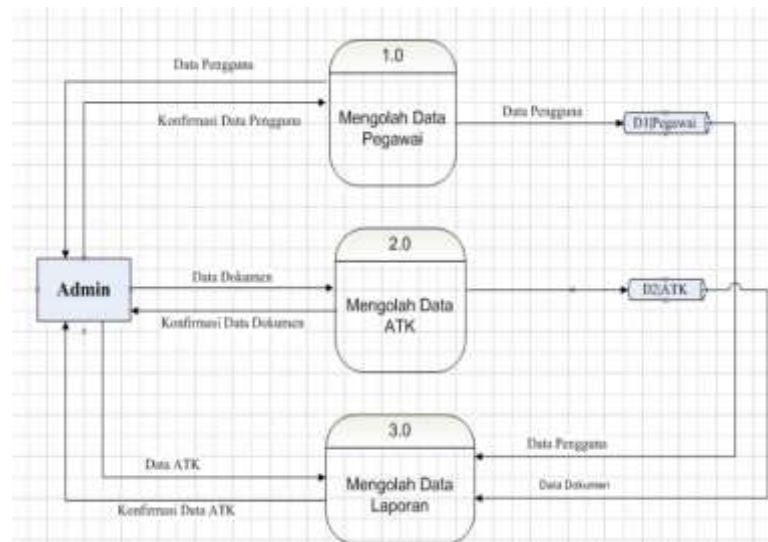 1.0
Data Pengguna
Konfirmasi Data Pengguna
Mengolah Data
Pegawai
Data Pengguna
D1|Pegawai
2.0
Admin
Data Dokumen
Konfirmasi Data Dokumen
Mengolah Data
ATK
D2|ATK
3.0
Data ATK
Konfirmasi Data ATK
Mengolah Data
Laporan
Data Pengguna
Data Dokumen